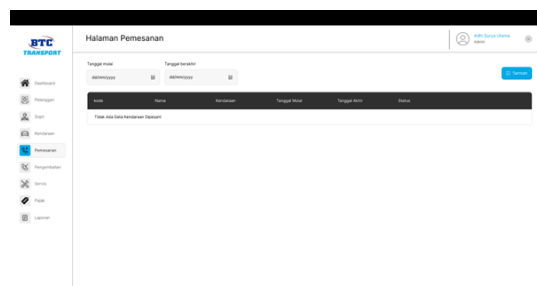 BTC
TRANSPORT
Halaman Pemesanan
Adhi Surya Utama
Admin
Tanggal mulai
Tanggal berakhir
dd/mm/yyyy
dd/mm/yyyy
Tambah
Kode
Nama
Kendaraan
Tanggal Mulai
Tanggal Akhir
Status
Tidak Ada Data Kendaraan Dipesan!
Dashboard
Pelanggan
Supir
Kendaraan
Pemesanan
Pengembalian
Servis
Pajak
Laporan